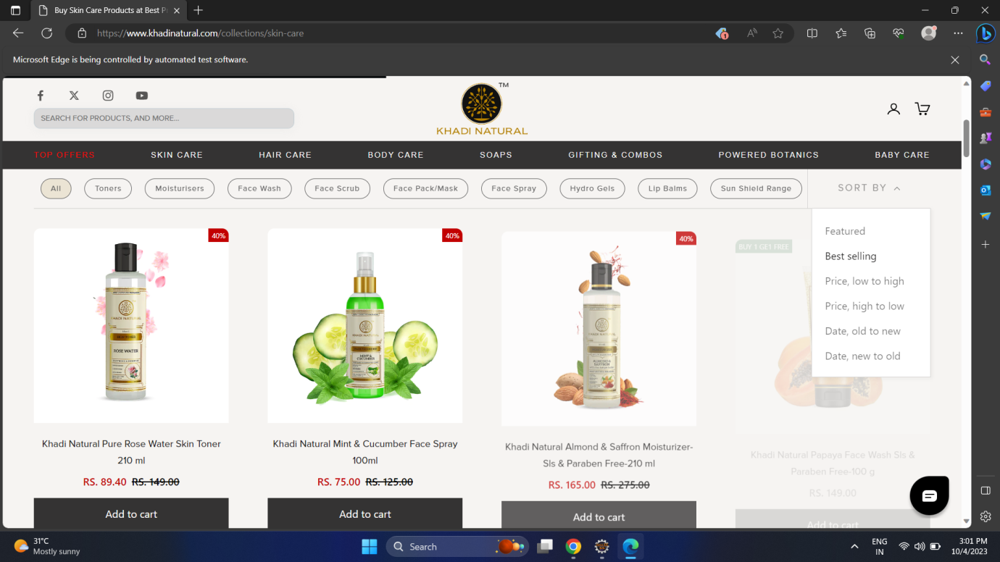 Buy Skin Care Products at Best P
https://www.khadinatural.com/collections/skin-care
1
Microsoft Edge is being controlled by automated test software.
SEARCH FOR PRODUCTS, AND MORE...
TM
KHADI NATURAL
TOP OFFERS
SKIN CARE
HAIR CARE
BODY CARE
SOAPS
GIFTING & COMBOS
POWERED BOTANICS
BABY CARE
All
Toners
Moisturisers
Face Wash
Face Scrub
Face Pack/Mask
Face Spray
Hydro Gels
Lip Balms
Sun Shield Range
SORT BY
Featured
Best selling
Price, low to high
Price, high to low
Date, old to new
Date, new to old
40%
KHADI NATURAL
ROSE WATER
Khadi Natural Pure Rose Water Skin Toner
210 ml
RS. 89.40 RS. 149.00
Add to cart
40%
KHADI NATURAL
MINT &
CUCUMBER
Khadi Natural Mint & Cucumber Face Spray
100ml
RS. 75.00 RS. 125.00
Add to cart
40%
KHADI NATURAL
ALMOND &
SAFFRON
Khadi Natural Almond & Saffron Moisturizer-
Sls & Paraben Free-210 ml
RS. 165.00 RS. 275.00
Add to cart
BUY 1 GET FREE
Khadi Natural Papaya Face Wash Sls &
Paraben Free-100 g
RS. 149.00
Add to cart
31°C
Mostly sunny
Search
ENG
IN
3:01 PM
10/4/2023